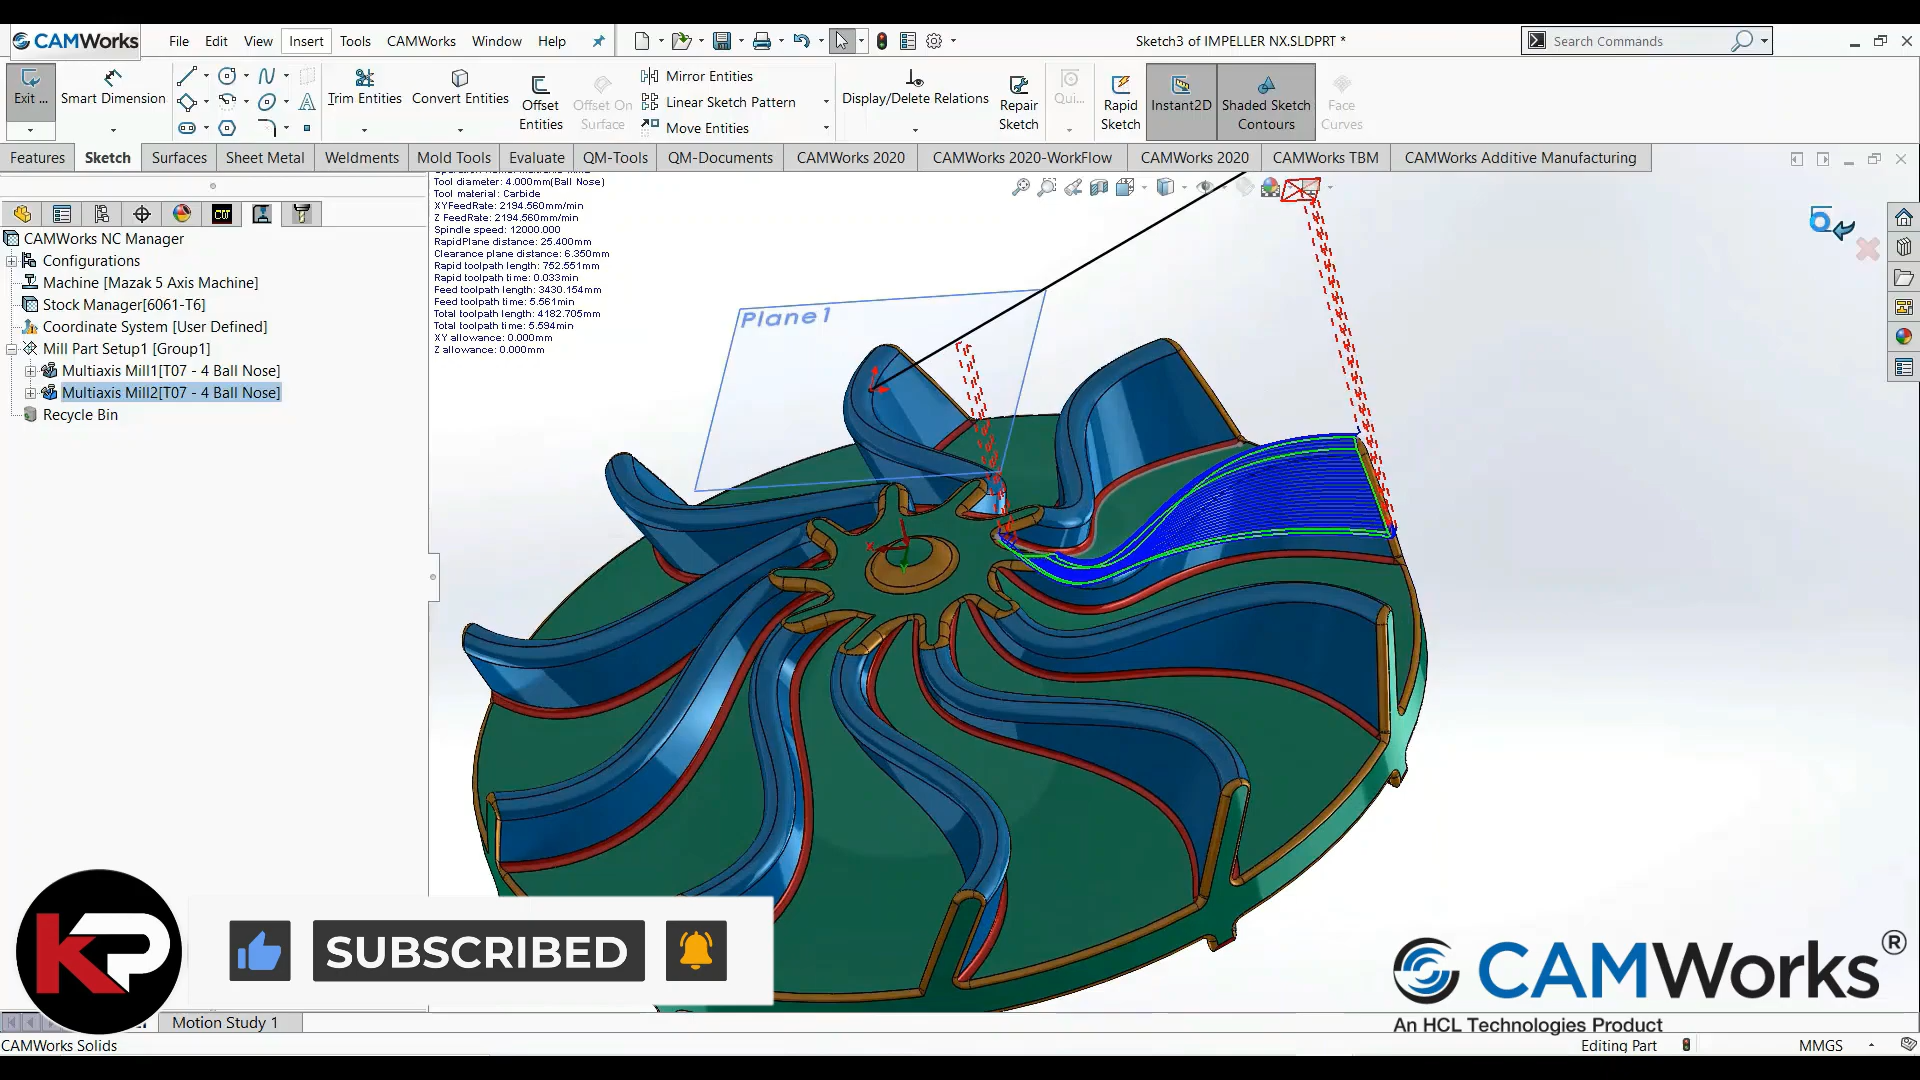 CAMWorks File Edit View Insert Tools CAMWorks Window Help Sketch3 of IMPELLER NX.SLDPRT * Search Commands
Exit ... Smart Dimension Trim Entities Convert Entities Offset Entities Offset On Surface Mirror Entities Linear Sketch Pattern Move Entities Display/Delete Relations Repair Sketch Qui... Rapid Sketch Instant2D Shaded Sketch Contours Face Curves
Features Sketch Surfaces Sheet Metal Weldments Mold Tools Evaluate QM-Tools QM-Documents CAMWorks 2020 CAMWorks 2020-WorkFlow CAMWorks 2020 CAMWorks TBM CAMWorks Additive Manufacturing
CAMWorks NC Manager
Configurations
Machine [Mazak 5 Axis Machine]
Stock Manager[6061-T6]
Coordinate System [User Defined]
Mill Part Setup1 [Group1]
Multiaxis Mill1[T07 - 4 Ball Nose]
Multiaxis Mill2[T07 - 4 Ball Nose]
Recycle Bin
Tool diameter: 4.000mm(Ball Nose)
Tool material: Carbide
XYFeedRate: 2194.560mm/min
Z FeedRate: 2194.560mm/min
Spindle speed: 12000.000
RapidPlane distance: 25.400mm
Clearance plane distance: 6.350mm
Rapid toolpath length: 752.551mm
Rapid toolpath time: 0.033min
Feed toolpath length: 3430.154mm
Feed toolpath time: 5.561min
Total toolpath length: 4182.705mm
Total toolpath time: 5.594min
XY allowance: 0.000mm
Z allowance: 0.000mm
Plane1
KP
SUBSCRIBED
CAMWorks®
An HCL Technologies Product
Motion Study 1
CAMWorks Solids Editing Part MMGS